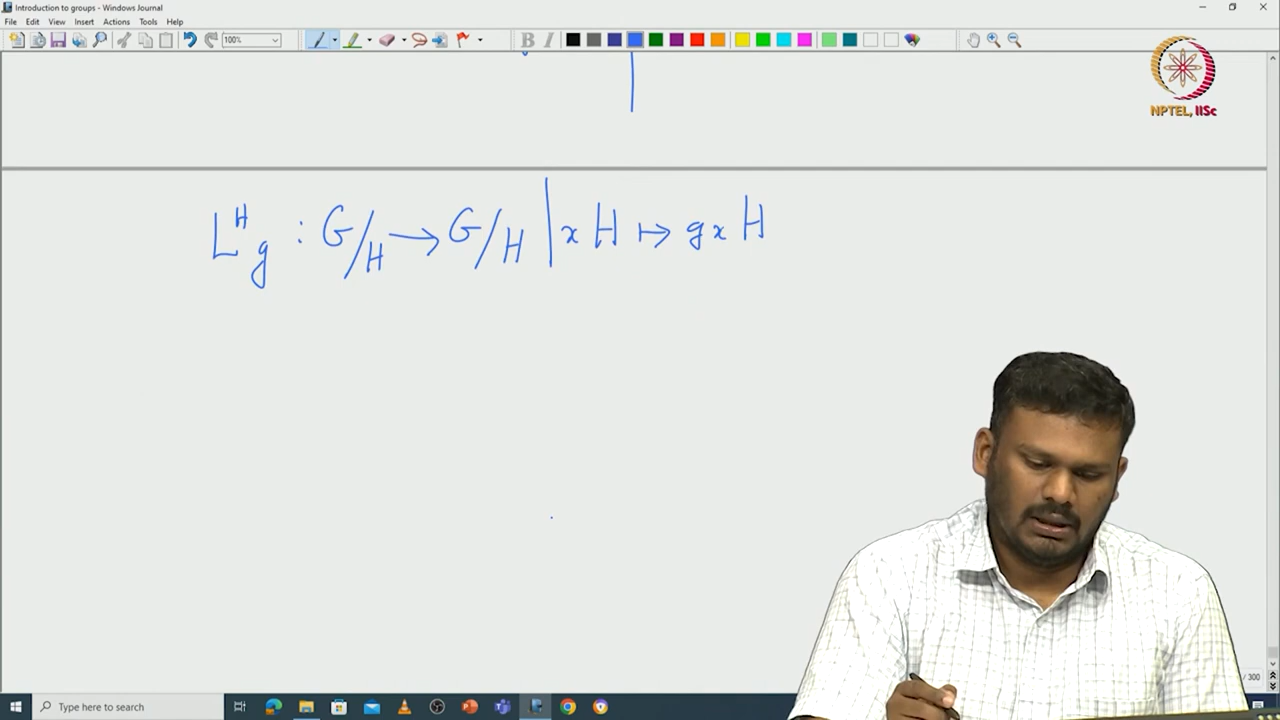 Introduction to groups - Windows Journal
File Edit View Insert Actions Tools Help
100%
B I
NPTEL, IISc
L^H_g : G/H → G/H | xH ↦ gxH
/ 300
Type here to search